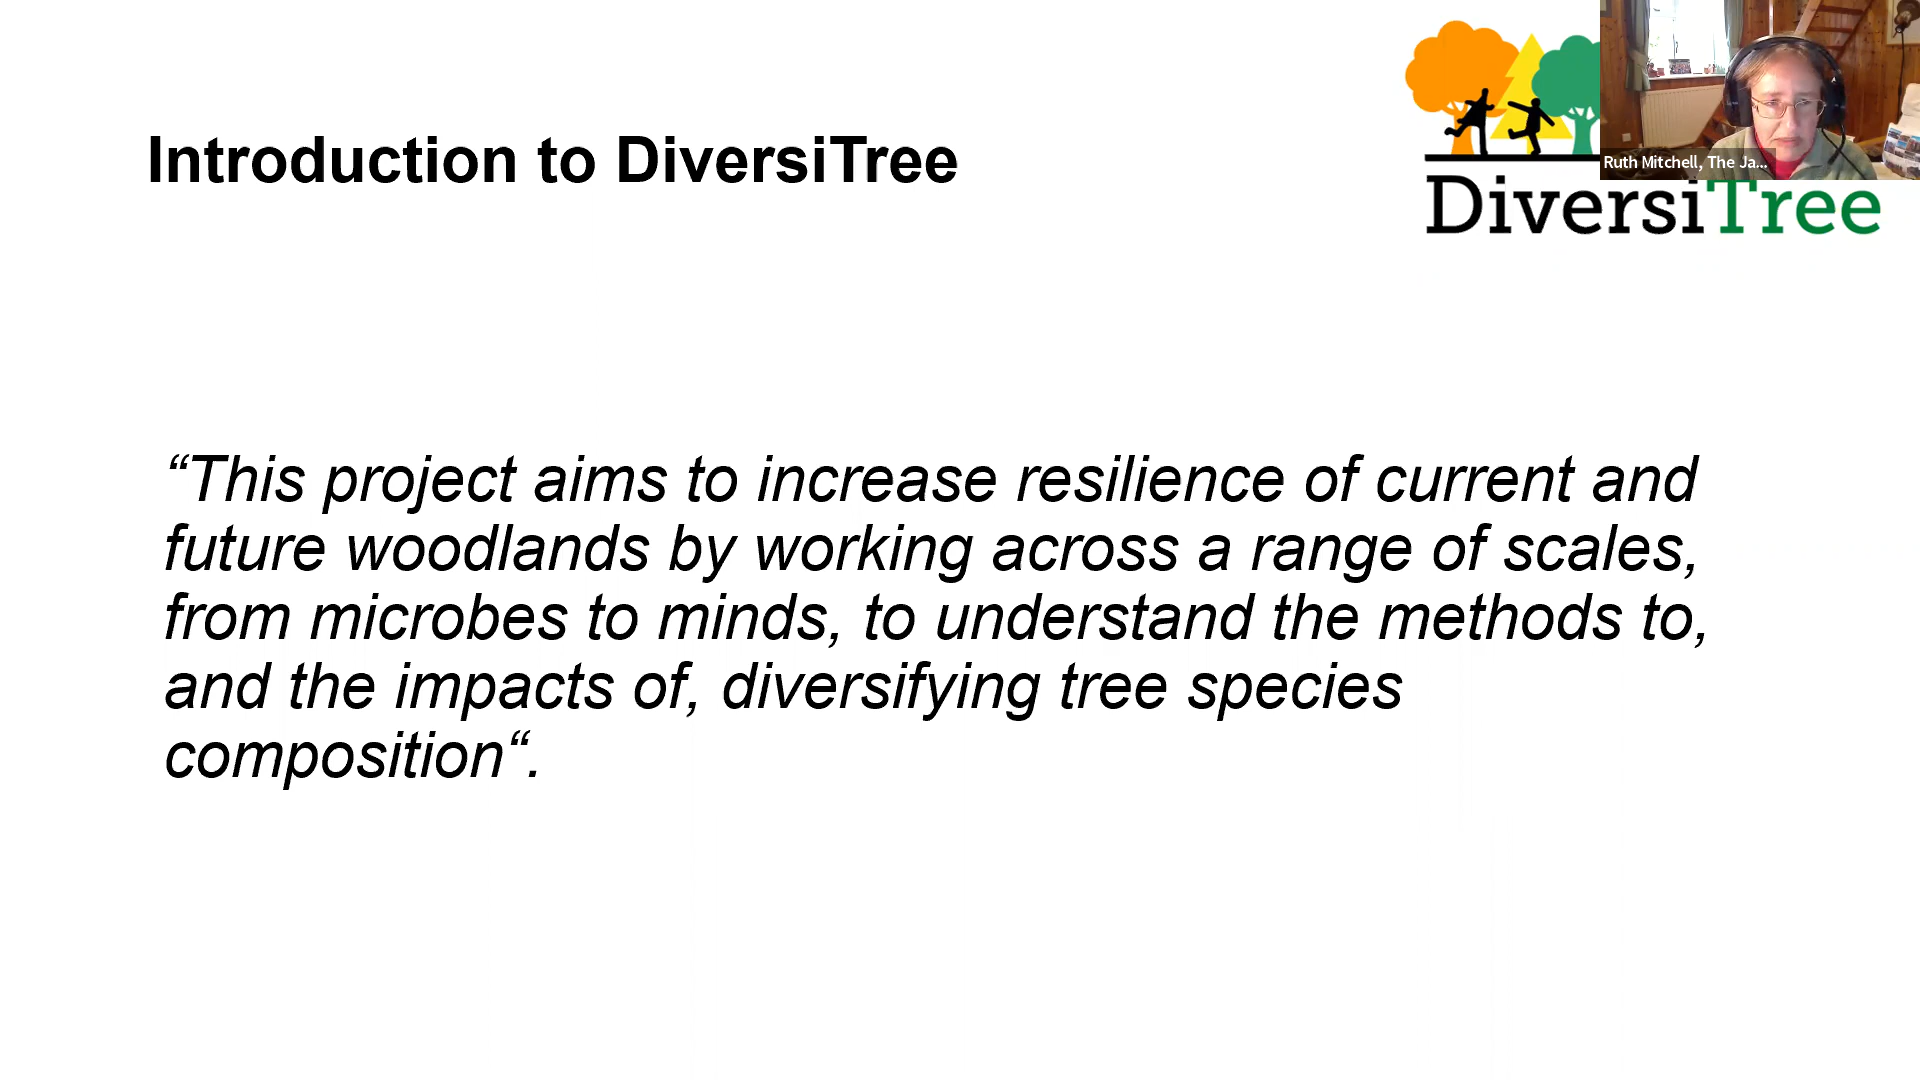 Introduction to DiversiTree
Ruth Mitchell, The Ja...
DiversiTree
“This project aims to increase resilience of current and
future woodlands by working across a range of scales,
from microbes to minds, to understand the methods to,
and the impacts of, diversifying tree species
composition“.